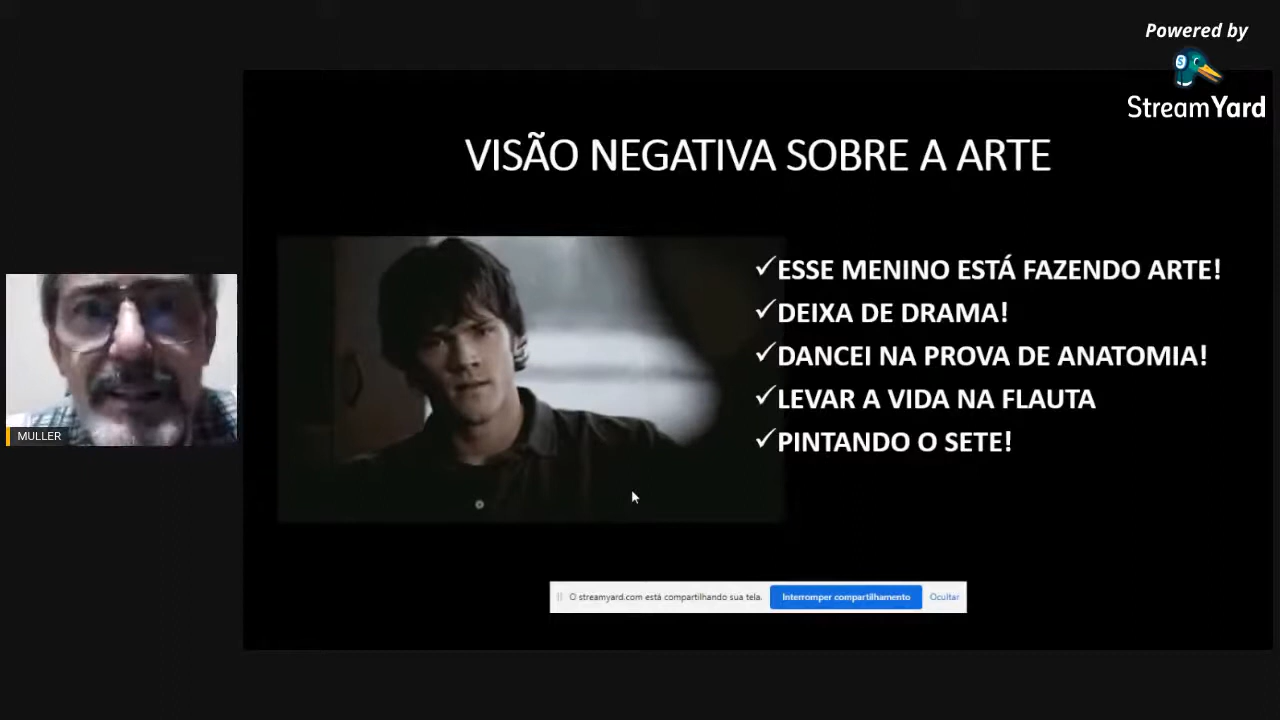 Powered by
StreamYard
VISÃO NEGATIVA SOBRE A ARTE
✓ESSE MENINO ESTÁ FAZENDO ARTE!
✓DEIXA DE DRAMA!
✓DANCEI NA PROVA DE ANATOMIA!
✓LEVAR A VIDA NA FLAUTA
✓PINTANDO O SETE!
MULLER
O streamyard.com está compartilhando sua tela. Interromper compartilhamento Ocultar